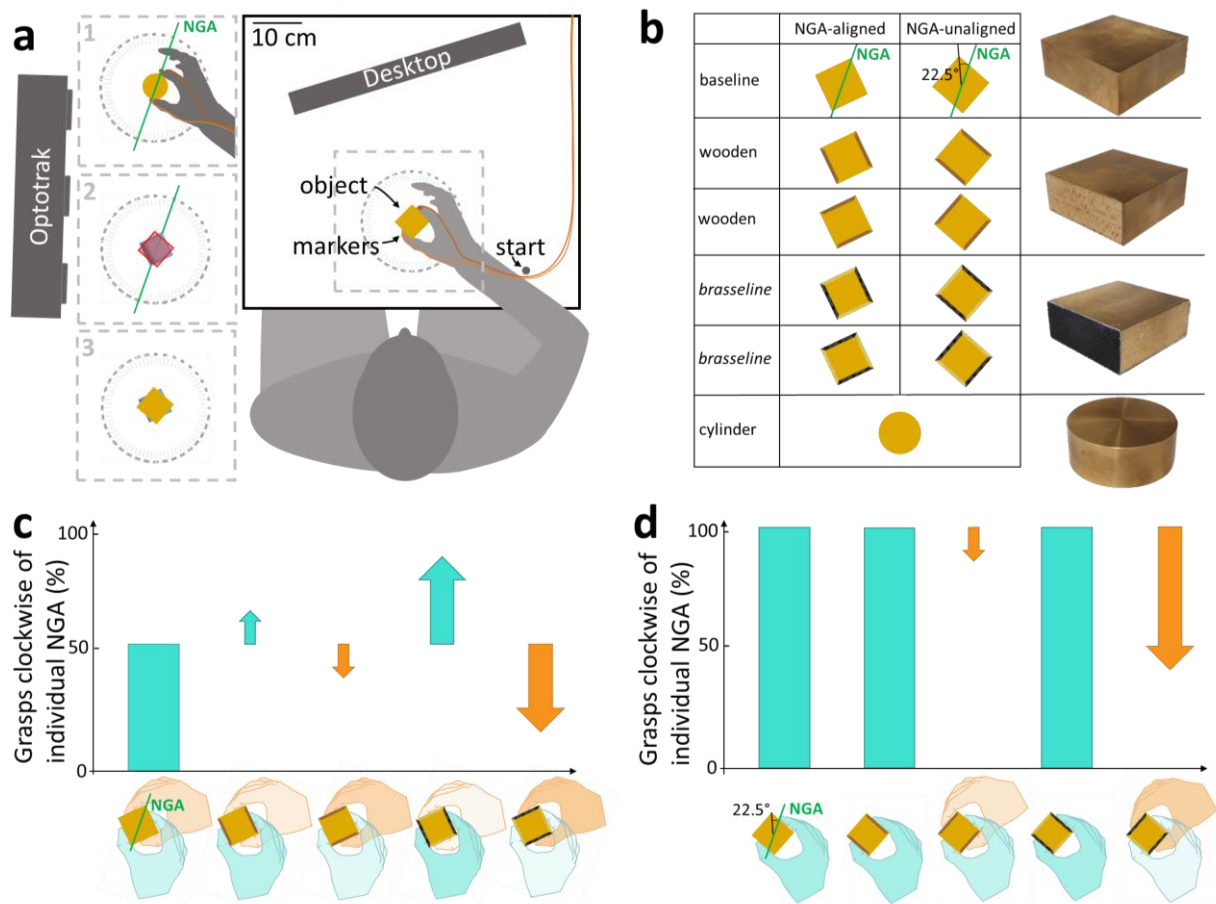 a
1
NGA
Optotrak
2
3
10 cm
Desktop
object
markers
start
b
NGA-aligned
NGA-unaligned
baseline
NGA
22.5°
NGA
wooden
wooden
brasseline
brasseline
cylinder
c
Grasps clockwise of
individual NGA (%)
100
50
0
NGA
d
Grasps clockwise of
individual NGA (%)
100
50
0
22.5°
NGA